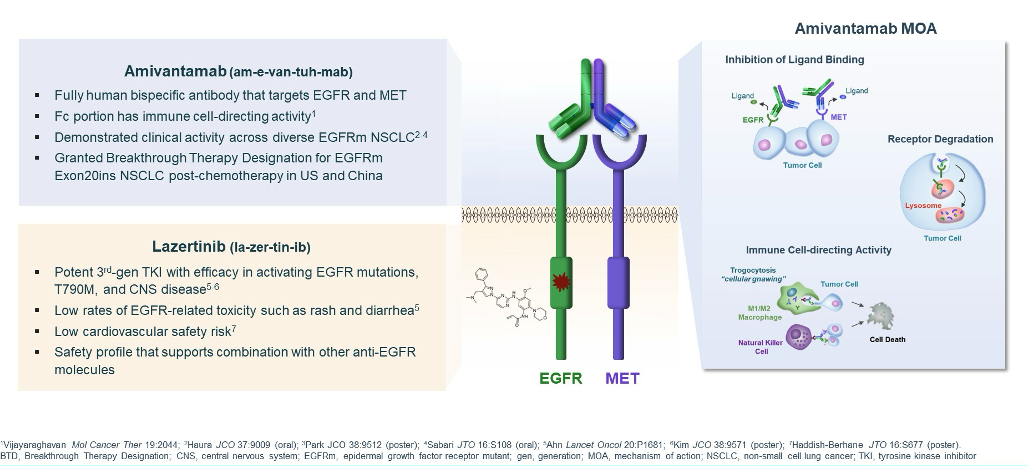 Amivantamab (am-e-van-tuh-mab)
▪ Fully human bispecific antibody that targets EGFR and MET
▪ Fc portion has immune cell-directing activity1
▪ Demonstrated clinical activity across diverse EGFRm NSCLC2 4
▪ Granted Breakthrough Therapy Designation for EGFRm
Exon20ins NSCLC post-chemotherapy in US and China
Lazertinib (la-zer-tin-ib)
▪ Potent 3rd-gen TKI with efficacy in activating EGFR mutations,
T790M, and CNS disease5 6
▪ Low rates of EGFR-related toxicity such as rash and diarrhea5
▪ Low cardiovascular safety risk7
▪ Safety profile that supports combination with other anti-EGFR
molecules
EGFR
MET
Amivantamab MOA
Inhibition of Ligand Binding
Ligand
Ligand
EGFR
MET
Tumor Cell
Receptor Degradation
Lysosome
Tumor Cell
Immune Cell-directing Activity
Trogocytosis
"cellular gnawing"
Tumor Cell
M1/M2
Macrophage
Natural Killer
Cell
Cell Death
1Vijayaraghavan Mol Cancer Ther 19:2044; 2Haura JCO 37:9009 (oral); 3Park JCO 38:9512 (poster); 4Sabari JTO 16:S108 (oral); 5Ahn Lancet Oncol 20:P1681; 6Kim JCO 38:9571 (poster); 7Haddish-Berhane JTO 16:S677 (poster).
BTD, Breakthrough Therapy Designation; CNS, central nervous system; EGFRm, epidermal growth factor receptor mutant; gen, generation; MOA, mechanism of action; NSCLC, non-small cell lung cancer; TKI, tyrosine kinase inhibitor